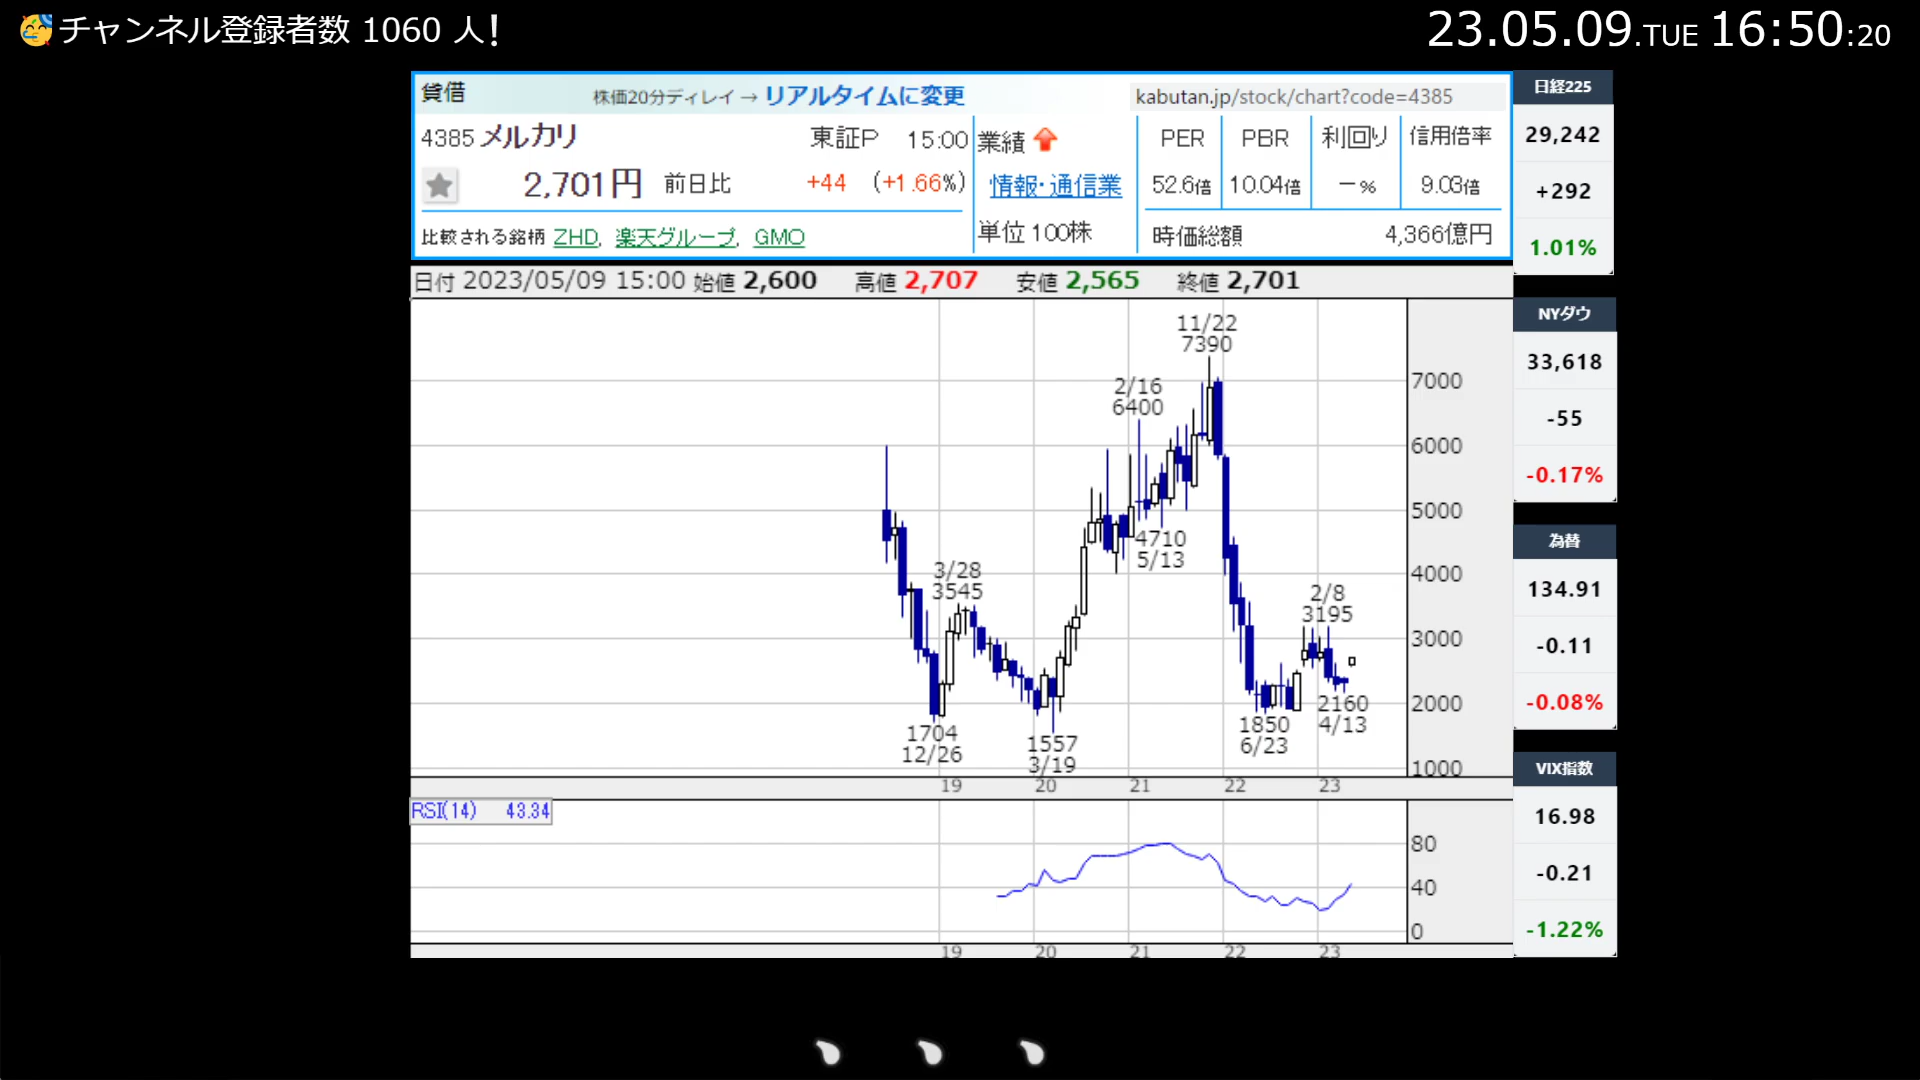 チャンネル登録者数 1060 人!
23.05.09.TUE 16:50:20
貸借 株価20分ディレイ → リアルタイムに変更 kabutan.jp/stock/chart?code=4385
4385 メルカリ 東証P 15:00 業績 PER PBR 利回り 信用倍率
2,701円 前日比 +44 (+1.66%) 情報・通信業 52.6倍 10.04倍 -% 9.03倍
比較される銘柄 ZHD, 楽天グループ, GMO 単位 100株 時価総額 4,366億円
日付 2023/05/09 15:00 始値 2,600 高値 2,707 安値 2,565 終値 2,701
11/22
7390
7000
2/16
6400
6000
5000
4710
5/13
4000
3/28
3545
2/8
3195
3000
2000
2160
4/13
1704
12/26
1557
3/19
1850
6/23
1000
19 20 21 22 23
RSI(14) 43.34
80
40
0
19 20 21 22 23
日経225
29,242
+292
1.01%
NYダウ
33,618
-55
-0.17%
為替
134.91
-0.11
-0.08%
VIX指数
16.98
-0.21
-1.22%